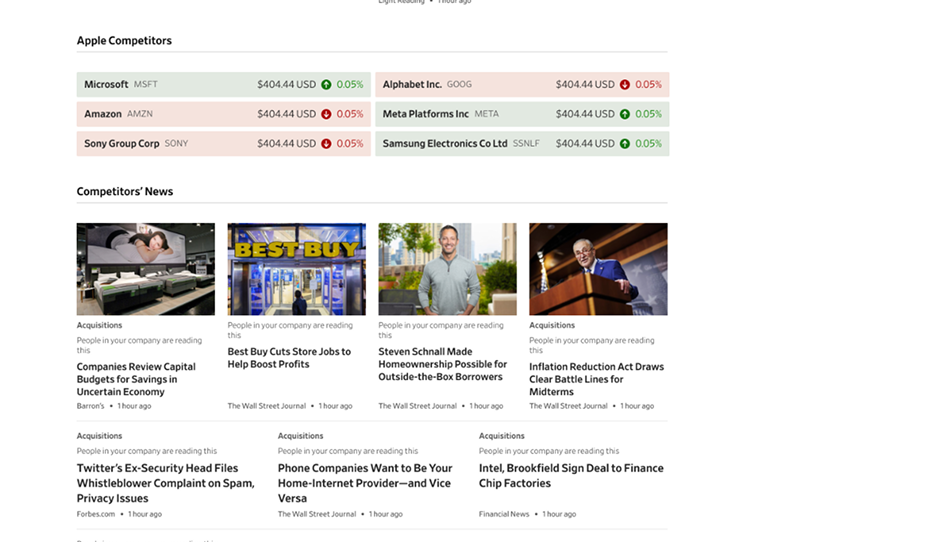 Light Reading • 1 hour ago
Apple Competitors
Microsoft MSFT $404.44 USD 0.05% Alphabet Inc. GOOG $404.44 USD 0.05%
Amazon AMZN $404.44 USD 0.05% Meta Platforms Inc META $404.44 USD 0.05%
Sony Group Corp SONY $404.44 USD 0.05% Samsung Electronics Co Ltd SSNLF $404.44 USD 0.05%
Competitors' News
BEST BUY
Acquisitions
People in your company are reading
this
Companies Review Capital
Budgets for Savings in
Uncertain Economy
Barron's • 1 hour ago
People in your company are reading
this
Best Buy Cuts Store Jobs to
Help Boost Profits
The Wall Street Journal • 1 hour ago
People in your company are reading
this
Steven Schnall Made
Homeownership Possible for
Outside-the-Box Borrowers
The Wall Street Journal • 1 hour ago
Acquisitions
People in your company are reading
this
Inflation Reduction Act Draws
Clear Battle Lines for
Midterms
The Wall Street Journal • 1 hour ago
Acquisitions
People in your company are reading this
Twitter's Ex-Security Head Files
Whistleblower Complaint on Spam,
Privacy Issues
Forbes.com • 1 hour ago
Acquisitions
People in your company are reading this
Phone Companies Want to Be Your
Home-Internet Provider—and Vice
Versa
The Wall Street Journal • 1 hour ago
Acquisitions
People in your company are reading this
Intel, Brookfield Sign Deal to Finance
Chip Factories
Financial News • 1 hour ago